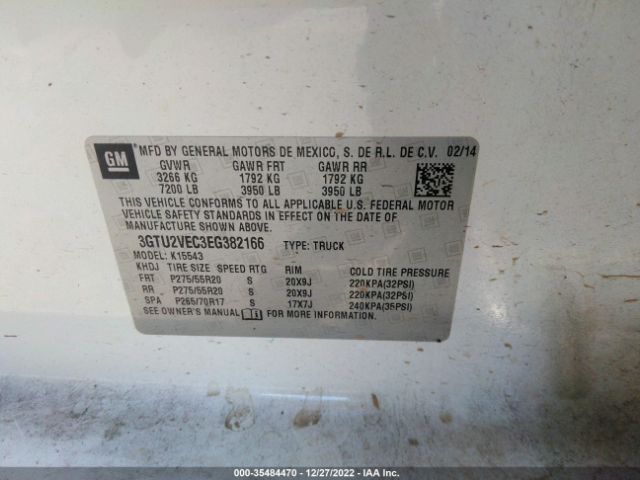 GM
MFD BY GENERAL MOTORS DE MEXICO, S. DE R.L. DE C.V. 02/14
GVWR GAWR FRT GAWR RR
3266 KG 1792 KG 1792 KG
7200 LB 3950 LB 3950 LB
THIS VEHICLE CONFORMS TO ALL APPLICABLE U.S. FEDERAL MOTOR
VEHICLE SAFETY STANDARDS IN EFFECT ON THE DATE OF
MANUFACTURE SHOWN ABOVE.
3GTU2VEC3EG382166 TYPE: TRUCK
MODEL: K15543
KHDJ TIRE SIZE SPEED RTG RIM COLD TIRE PRESSURE
FRT P275/55R20 S 20X9J 220KPA(32PSI)
RR P275/55R20 S 20X9J 220KPA(32PSI)
SPA P265/70R17 S 17X7J 240KPA(35PSI)
SEE OWNER'S MANUAL FOR MORE INFORMATION
000-35484470 • 12/27/2022 • IAA Inc.